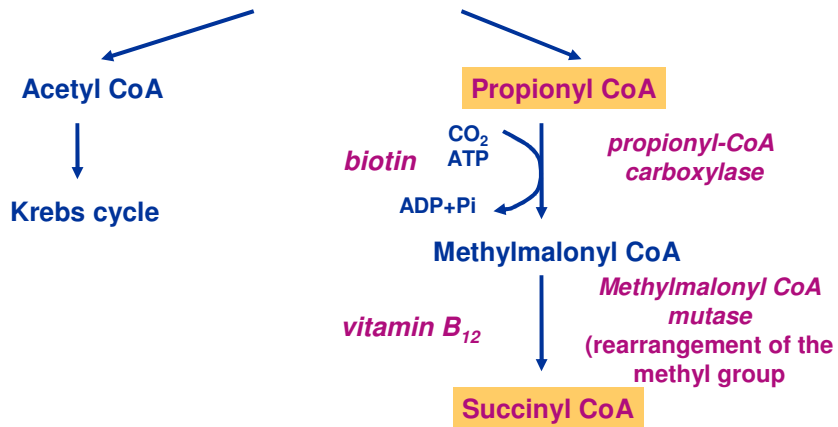 Acetyl CoA
Propionyl CoA
CO₂
ATP
biotin
propionyl-CoA
carboxylase
ADP+Pi
Krebs cycle
Methylmalonyl CoA
Methylmalonyl CoA
mutase
(rearrangement of the
methyl group
vitamin B₁₂
Succinyl CoA